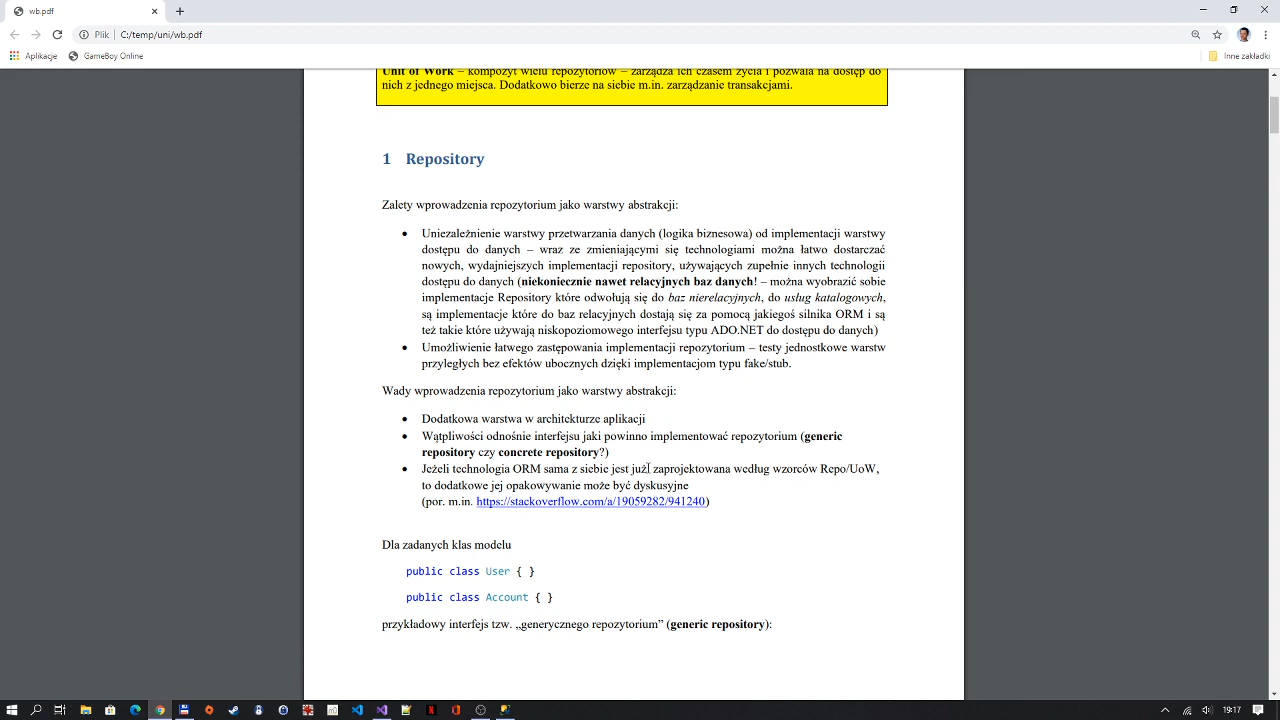 wb.pdf
Plik | C:/tmp/uni/wb.pdf
Aplikacje GameBoy Online Inne zakładki
Unit of Work – kompozyt wielu repozytoriów – zarządza ich czasem życia i pozwala na dostęp do
nich z jednego miejsca. Dodatkowo bierze na siebie m.in. zarządzanie transakcjami.
1 Repository
Zalety wprowadzenia repozytorium jako warstwy abstrakcji:
• Uniezależnienie warstwy przetwarzania danych (logika biznesowa) od implementacji warstwy
dostępu do danych – wraz ze zmieniającymi się technologiami można łatwo dostarczać
nowych, wydajniejszych implementacji repository, używających zupełnie innych technologii
dostępu do danych (niekoniecznie nawet relacyjnych baz danych! – można wyobrazić sobie
implementacje Repository które odwołują się do baz nierelacyjnych, do usług katalogowych,
są implementacje które do baz relacyjnych dostają się za pomocą jakiegoś silnika ORM i są
też takie które używają niskopoziomowego interfejsu typu ADO.NET do dostępu do danych)
• Umożliwienie łatwego zastępowania implementacji repozytorium – testy jednostkowe warstw
przyległych bez efektów ubocznych dzięki implementacjom typu fake/stub.
Wady wprowadzenia repozytorium jako warstwy abstrakcji:
• Dodatkowa warstwa w architekturze aplikacji
• Wątpliwości odnośnie interfejsu jaki powinno implementować repozytorium (generic
repository czy concrete repository?)
• Jeżeli technologia ORM sama z siebie jest już zaprojektowana według wzorców Repo/UoW,
to dodatkowe jej opakowywanie może być dyskusyjne
(por. m.in. https://stackoverflow.com/a/19059282/941240)
Dla zadanych klas modelu
public class User { }
public class Account { }
przykładowy interfejs tzw. „generycznego repozytorium” (generic repository):
19:17